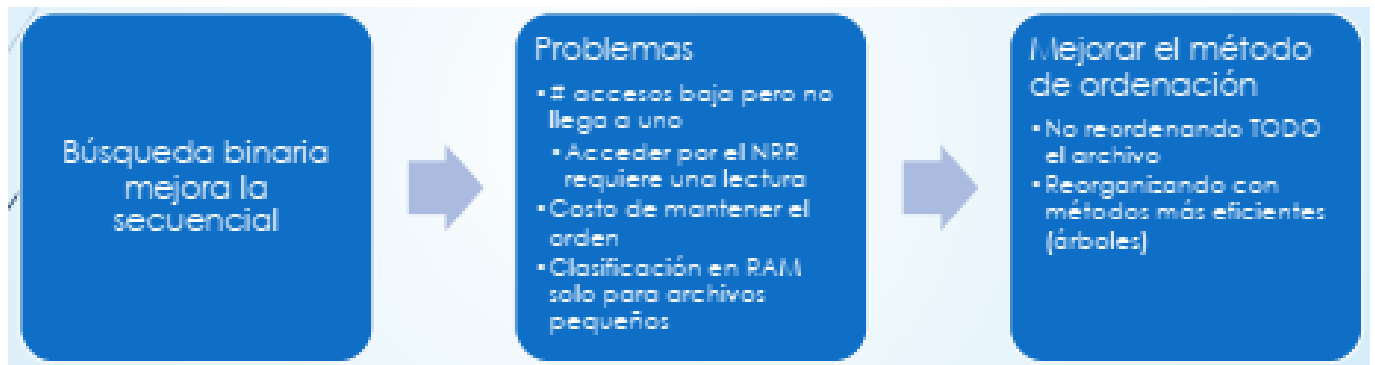 Búsqueda binaria
mejora la
secuencial
Problemas
▪# accesos baja pero no
llega a uno
▪Acceder por el NRR
requiere una lectura
▪Costo de mantener el
orden
▪Clasificación en RAM
solo para archivos
pequeños
Mejorar el método
de ordenación
▪No reordenando TODO
el archivo
▪Reorganizando con
métodos más eficientes
(árboles)